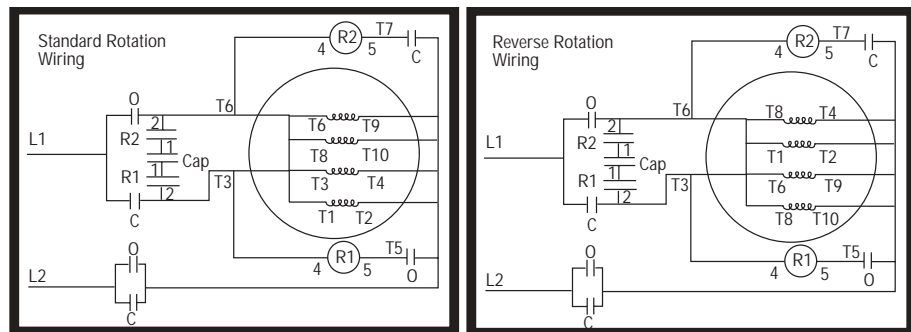 Standard Rotation
Wiring
R2
4 5
T7
C
O
T6
2
R2
1
L1
Cap
1
R1
2
T3
C
T6 T9
T8 T10
T3 T4
T1 T2
R1
4 5
T5
O
O
L2
C
Reverse Rotation
Wiring
R2
4 5
T7
C
O
T6
2
R2
1
L1
Cap
1
R1
2
T3
C
T8 T4
T1 T2
T6 T9
T8 T10
R1
4 5
T5
O
O
L2
C